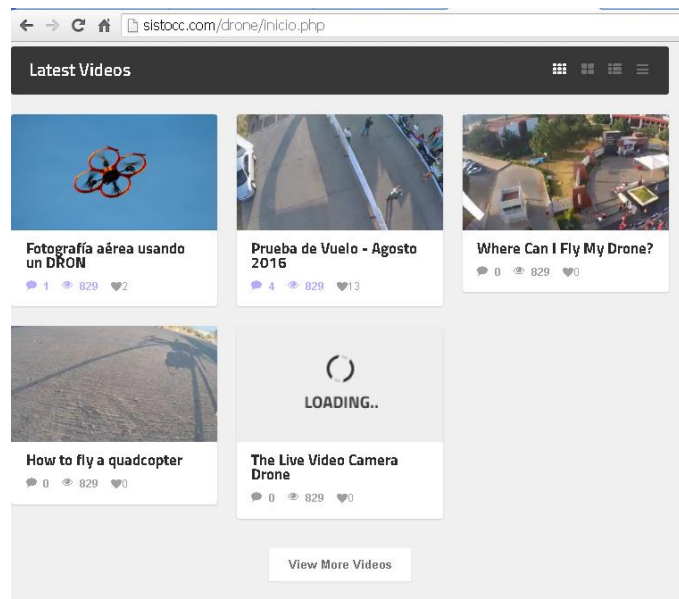 sistocc.com/drone/inicio.php
Latest Videos
Fotografía aérea usando
un DRON
1 829 2
Prueba de Vuelo - Agosto
2016
4 829 13
Where Can I Fly My Drone?
0 829 0
How to fly a quadcopter
0 829 0
LOADING..
The Live Video Camera
Drone
0 829 0
View More Videos